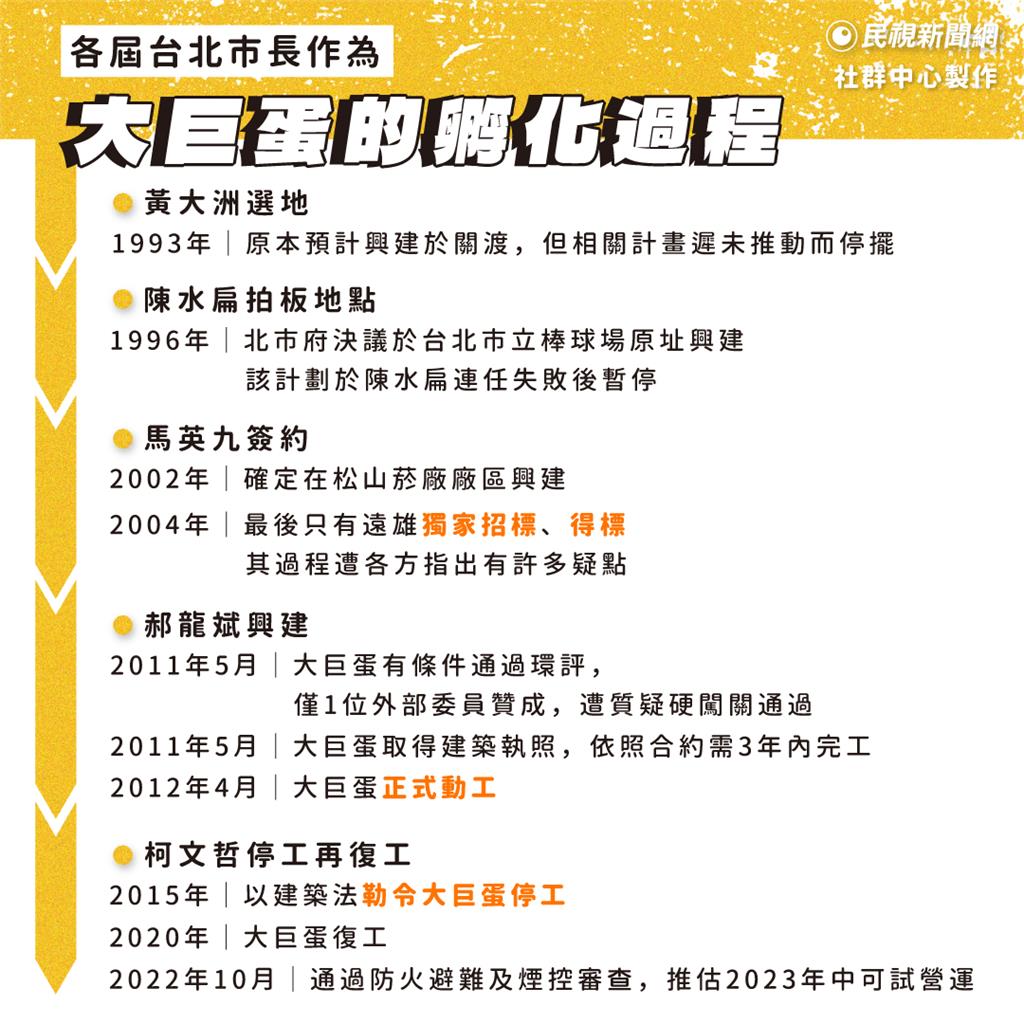 各屆台北市長作為
民視新聞網
社群中心製作
大巨蛋的孵化過程
黃大洲選地
1993年｜原本預計興建於關渡，但相關計畫遲未推動而停擺
陳水扁拍板地點
1996年｜北市府決議於台北市立棒球場原址興建
該計劃於陳水扁連任失敗後暫停
馬英九簽約
2002年｜確定在松山菸廠廠區興建
2004年｜最後只有遠雄獨家招標、得標
其過程遭各方指出有許多疑點
郝龍斌興建
2011年5月｜大巨蛋有條件通過環評，
僅1位外部委員贊成，遭質疑硬闖關通過
2011年5月｜大巨蛋取得建築執照，依照合約需3年內完工
2012年4月｜大巨蛋正式動工
柯文哲停工再復工
2015年｜以建築法勒令大巨蛋停工
2020年｜大巨蛋復工
2022年10月｜通過防火避難及煙控審查，推估2023年中可試營運